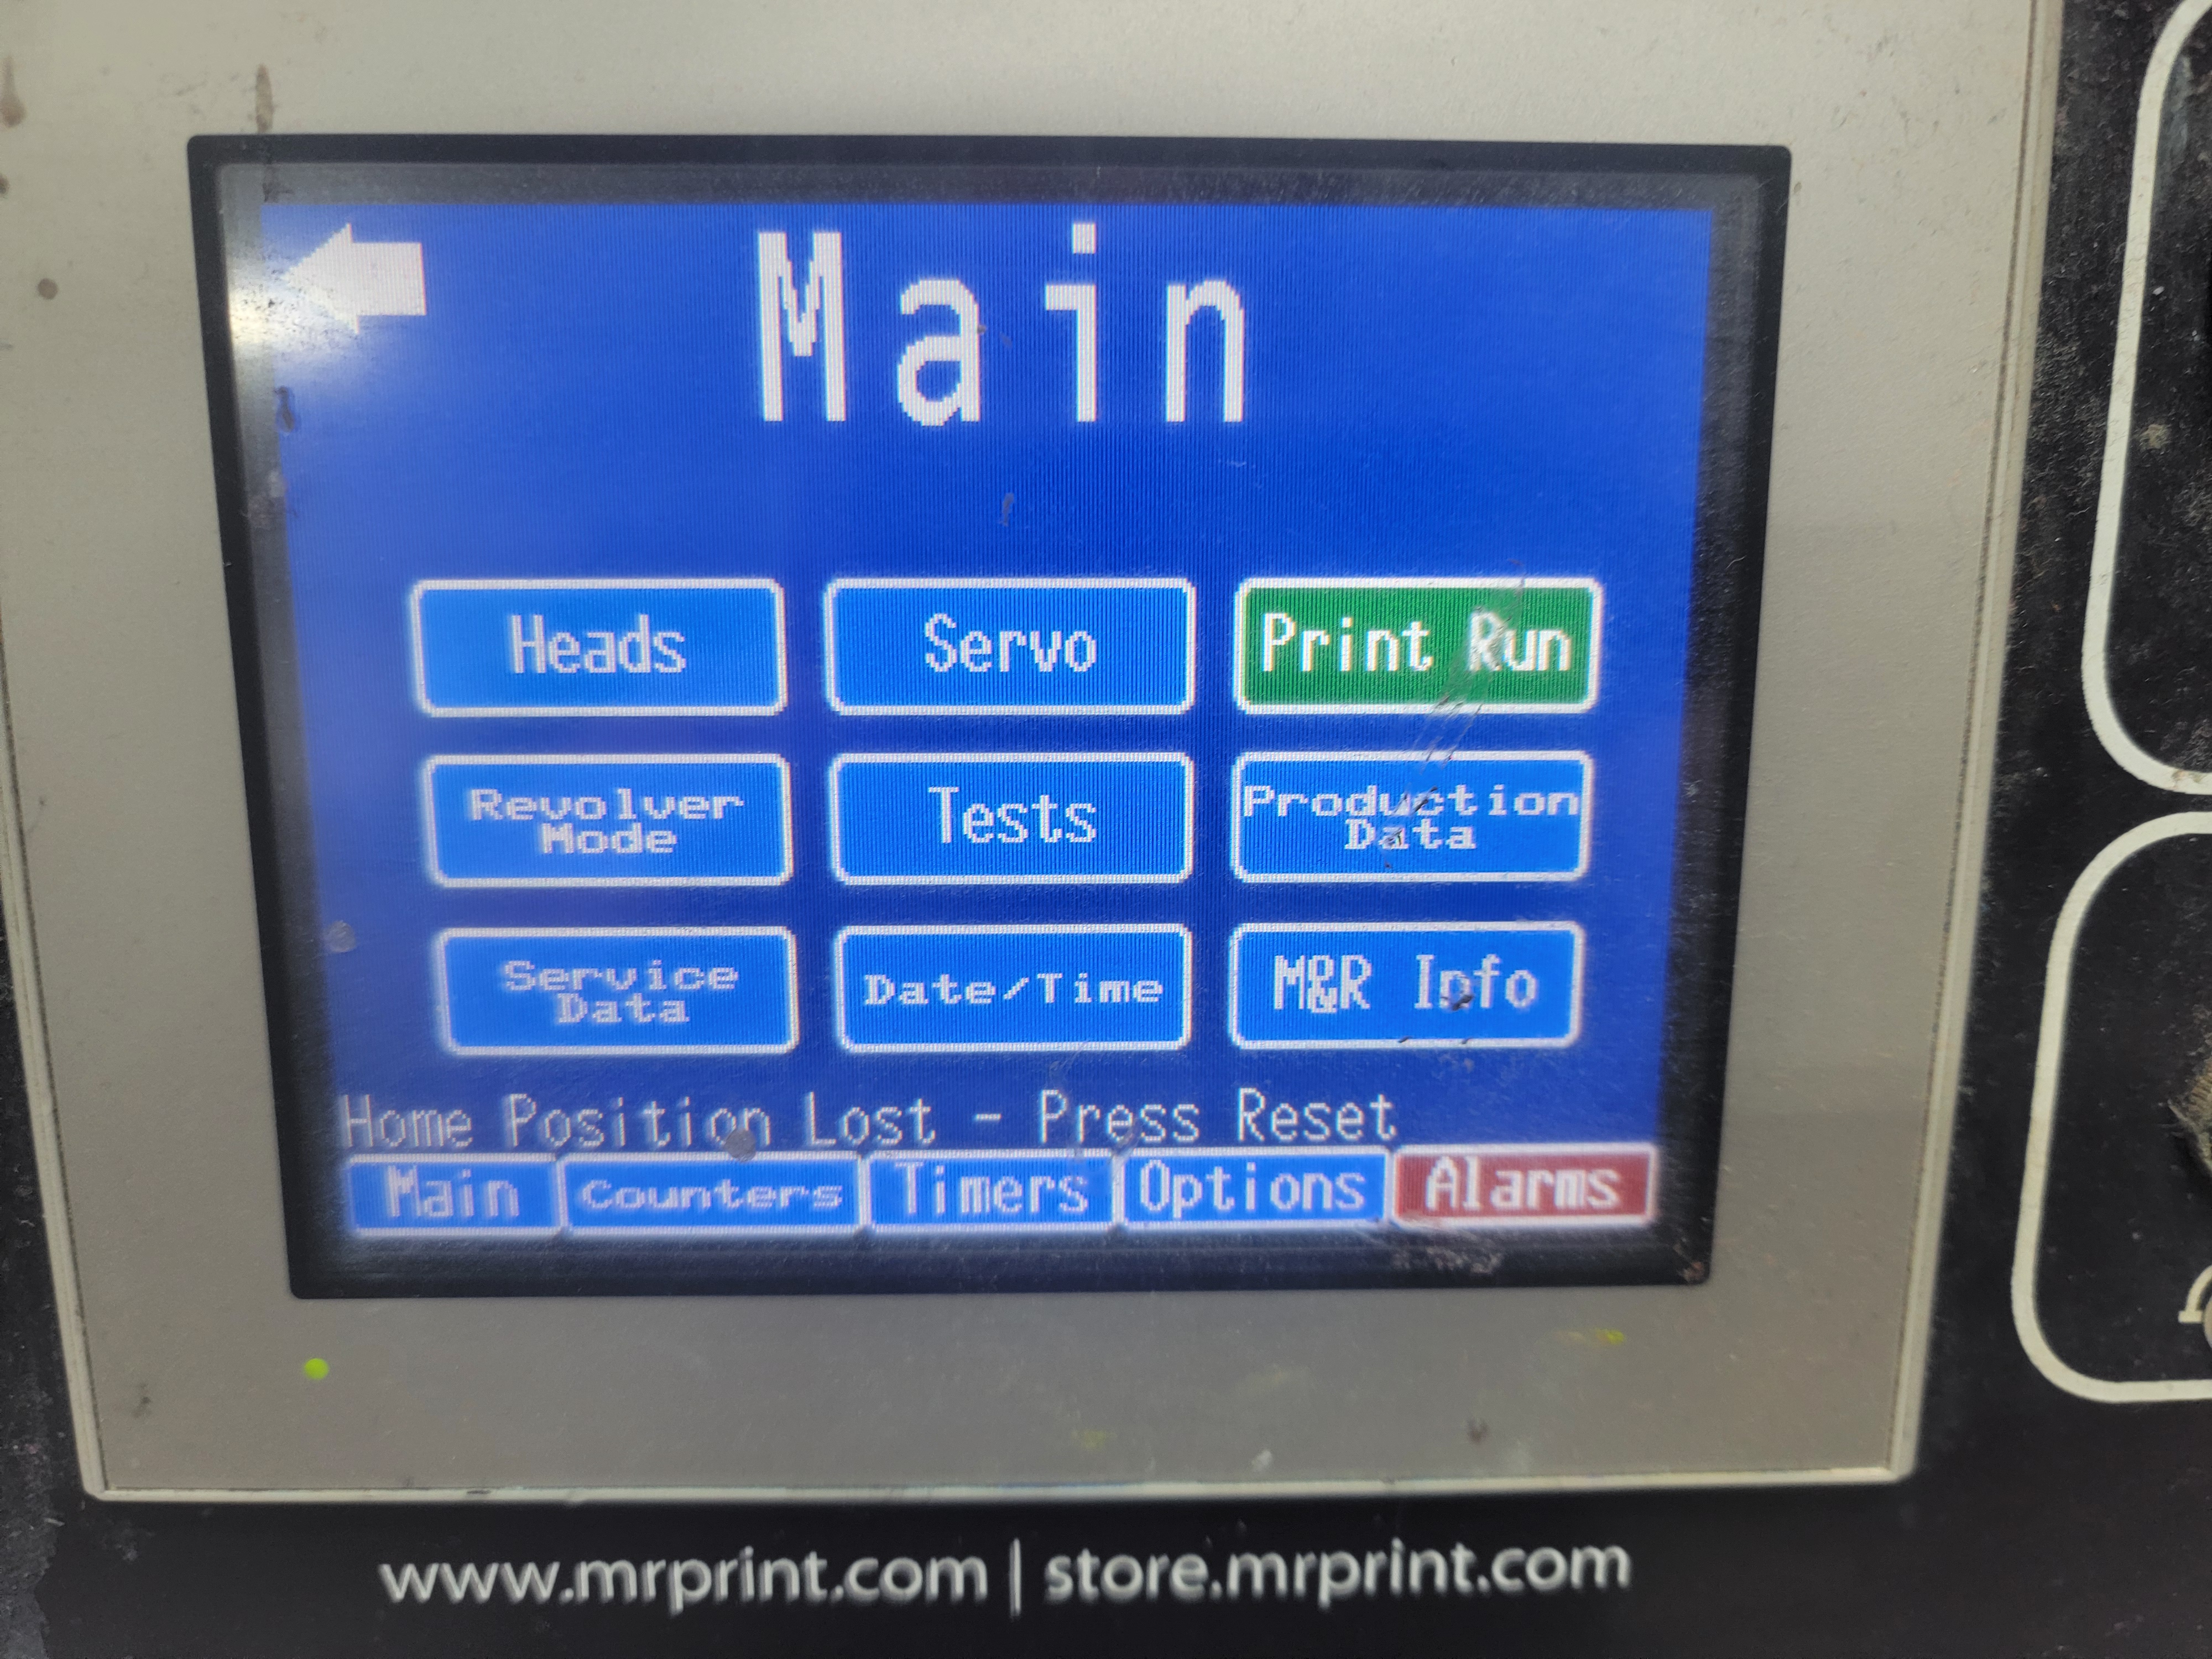 Main
Heads Servo Print Run
Revolver Mode Tests Production Data
Service Data Date/Time M&R Info
Home Position Lost - Press Reset
Main Counters Timers Options Alarms
www.mrprint.com | store.mrprint.com